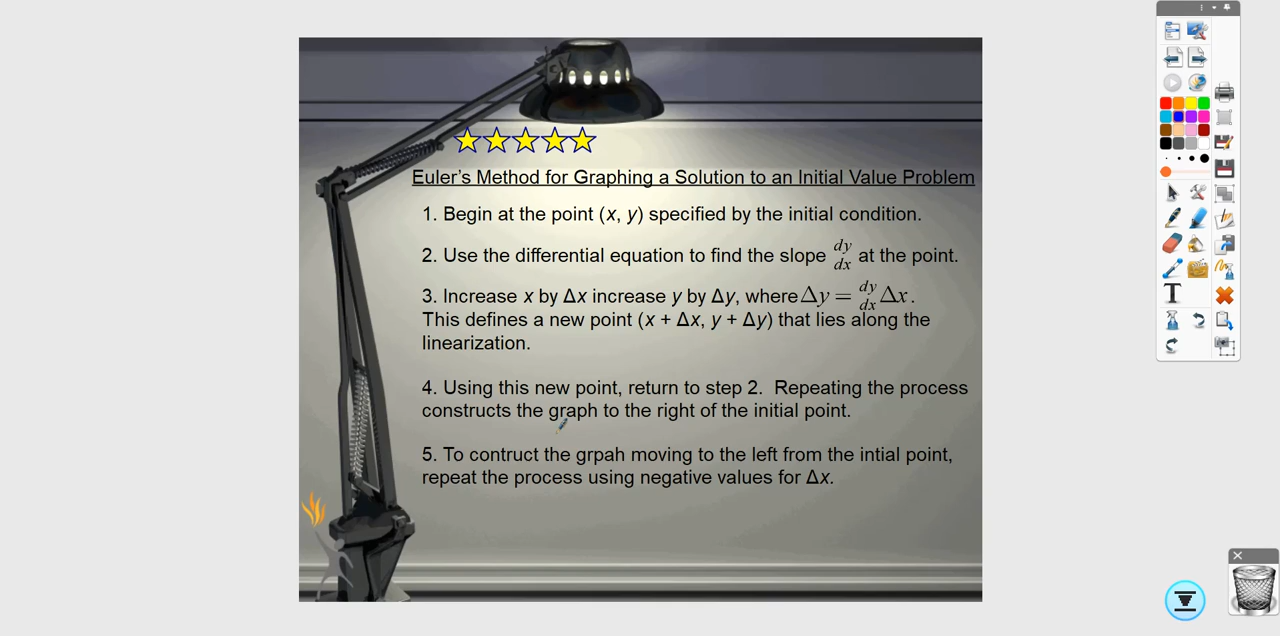 Euler's Method for Graphing a Solution to an Initial Value Problem
1. Begin at the point (x, y) specified by the initial condition.
2. Use the differential equation to find the slope dy/dx at the point.
3. Increase x by Δx increase y by Δy, where Δy = dy/dx Δx.
This defines a new point (x + Δx, y + Δy) that lies along the
linearization.
4. Using this new point, return to step 2.  Repeating the process
constructs the graph to the right of the initial point.
5. To contruct the grpah moving to the left from the intial point,
repeat the process using negative values for Δx.
T